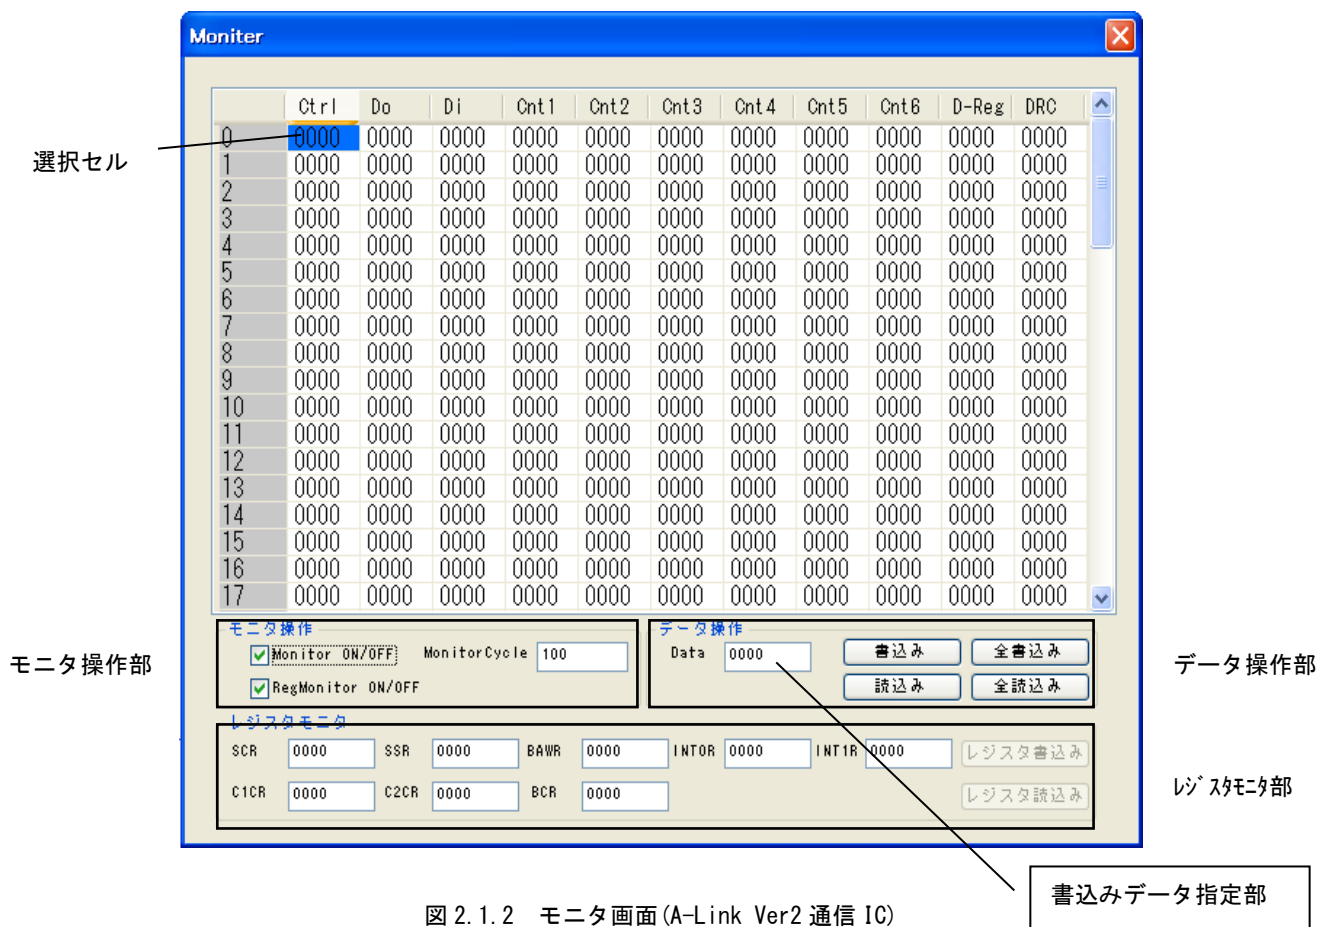 Moniter
Ctrl Do Di Cnt1 Cnt2 Cnt3 Cnt4 Cnt5 Cnt6 D-Reg DRC
0 0000 0000 0000 0000 0000 0000 0000 0000 0000 0000 0000
選択セル
1 0000 0000 0000 0000 0000 0000 0000 0000 0000 0000 0000
2 0000 0000 0000 0000 0000 0000 0000 0000 0000 0000 0000
3 0000 0000 0000 0000 0000 0000 0000 0000 0000 0000 0000
4 0000 0000 0000 0000 0000 0000 0000 0000 0000 0000 0000
5 0000 0000 0000 0000 0000 0000 0000 0000 0000 0000 0000
6 0000 0000 0000 0000 0000 0000 0000 0000 0000 0000 0000
7 0000 0000 0000 0000 0000 0000 0000 0000 0000 0000 0000
8 0000 0000 0000 0000 0000 0000 0000 0000 0000 0000 0000
9 0000 0000 0000 0000 0000 0000 0000 0000 0000 0000 0000
10 0000 0000 0000 0000 0000 0000 0000 0000 0000 0000 0000
11 0000 0000 0000 0000 0000 0000 0000 0000 0000 0000 0000
12 0000 0000 0000 0000 0000 0000 0000 0000 0000 0000 0000
13 0000 0000 0000 0000 0000 0000 0000 0000 0000 0000 0000
14 0000 0000 0000 0000 0000 0000 0000 0000 0000 0000 0000
15 0000 0000 0000 0000 0000 0000 0000 0000 0000 0000 0000
16 0000 0000 0000 0000 0000 0000 0000 0000 0000 0000 0000
17 0000 0000 0000 0000 0000 0000 0000 0000 0000 0000 0000
モニタ操作 データ操作
Monitor ON/OFF MonitorCycle 100 Data 0000 書込み 全書込み
モニタ操作部 データ操作部
RegMonitor ON/OFF 読込み 全読込み
レジスタモニタ
SCR 0000 SSR 0000 BAWR 0000 INT0R 0000 INT1R 0000 レジスタ書込み
C1CR 0000 C2CR 0000 BCR 0000 レジスタ読込み
ﾚｼﾞｽﾀﾓﾆﾀ部
書込みデータ指定部
図 2.1.2 モニタ画面(A-Link Ver2 通信 IC)